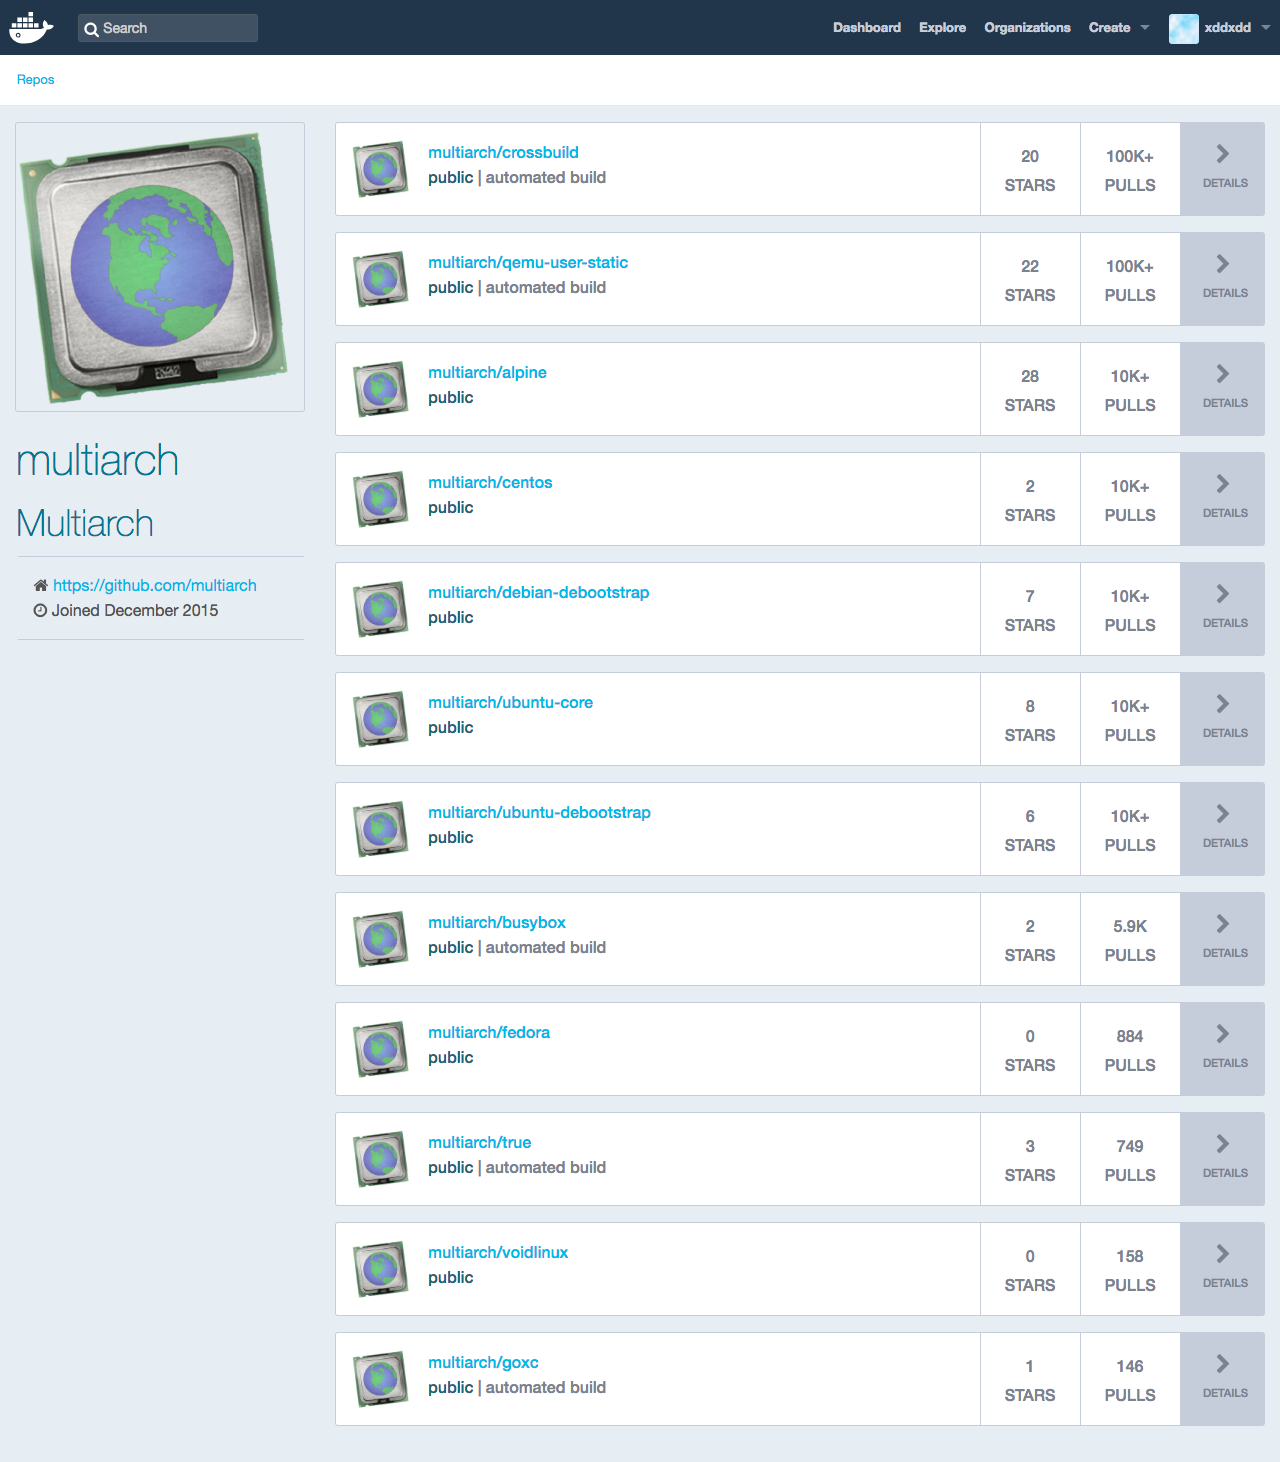 Search
Dashboard Explore Organizations Create xddxdd
Repos
multiarch
Multiarch
https://github.com/multiarch
Joined December 2015
multiarch/crossbuild
public | automated build
20
STARS
100K+
PULLS
DETAILS
multiarch/qemu-user-static
public | automated build
22
STARS
100K+
PULLS
DETAILS
multiarch/alpine
public
28
STARS
10K+
PULLS
DETAILS
multiarch/centos
public
2
STARS
10K+
PULLS
DETAILS
multiarch/debian-debootstrap
public
7
STARS
10K+
PULLS
DETAILS
multiarch/ubuntu-core
public
8
STARS
10K+
PULLS
DETAILS
multiarch/ubuntu-debootstrap
public
6
STARS
10K+
PULLS
DETAILS
multiarch/busybox
public | automated build
2
STARS
5.9K
PULLS
DETAILS
multiarch/fedora
public
0
STARS
884
PULLS
DETAILS
multiarch/true
public | automated build
3
STARS
749
PULLS
DETAILS
multiarch/voidlinux
public
0
STARS
158
PULLS
DETAILS
multiarch/goxc
public | automated build
1
STARS
146
PULLS
DETAILS